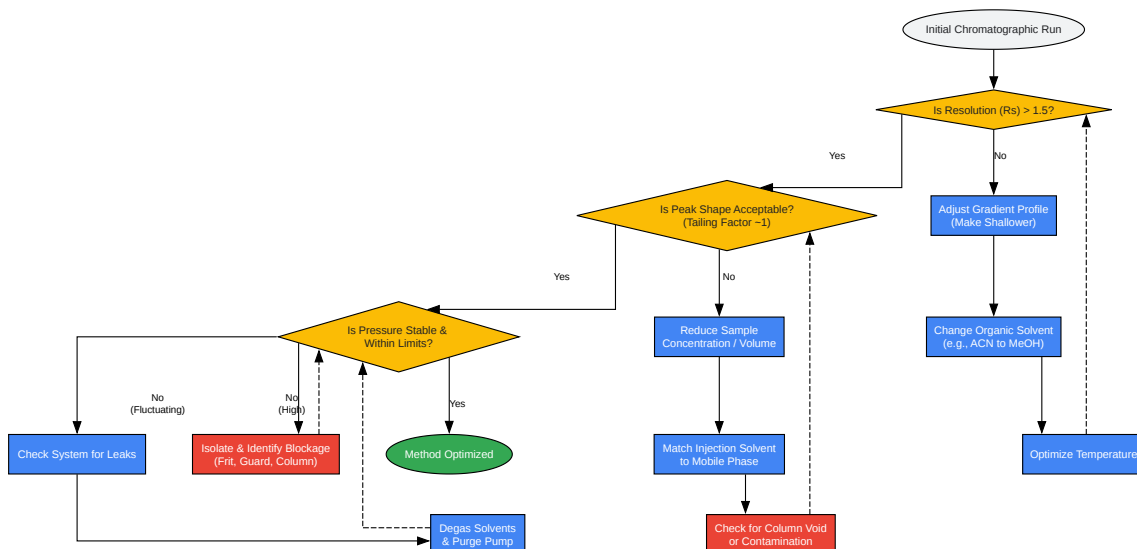 Initial Chromatographic Run
Is Resolution (Rs) > 1.5?
Yes
No
Is Peak Shape Acceptable?
(Tailing Factor ~1)
Adjust Gradient Profile
(Make Shallower)
Yes
No
Is Pressure Stable &
Within Limits?
Reduce Sample
Concentration / Volume
Change Organic Solvent
(e.g., ACN to MeOH)
No
(Fluctuating)
No
(High)
Yes
Check System for Leaks
Isolate & Identify Blockage
(Frit, Guard, Column)
Method Optimized
Match Injection Solvent
to Mobile Phase
Optimize Temperature
Degas Solvents
& Purge Pump
Check for Column Void
or Contamination